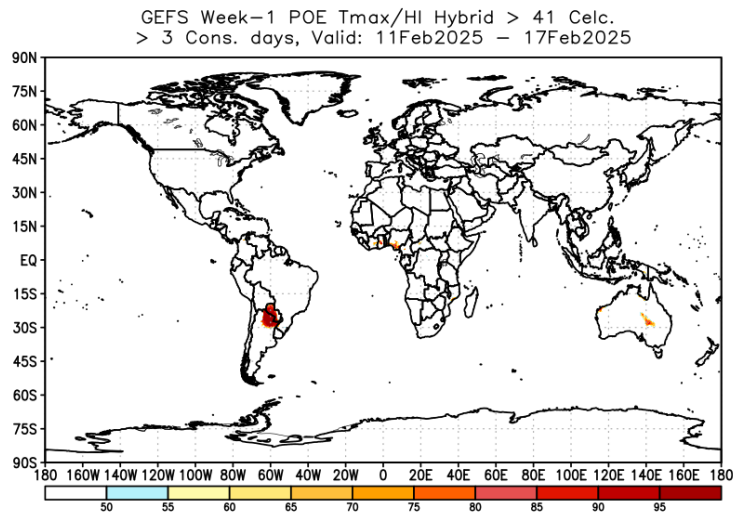 GEFS Week-1 POE Tmax/HI Hybrid > 41 Celc.
> 3 Cons. days, Valid: 11Feb2025 - 17Feb2025
90N
75N
60N
45N
30N
15N
EQ
15S
30S
45S
60S
75S
90S
180 160W 140W 120W 100W 80W 60W 40W 20W 0 20E 40E 60E 80E 100E 120E 140E 160E 180
50 55 60 65 70 75 80 85 90 95